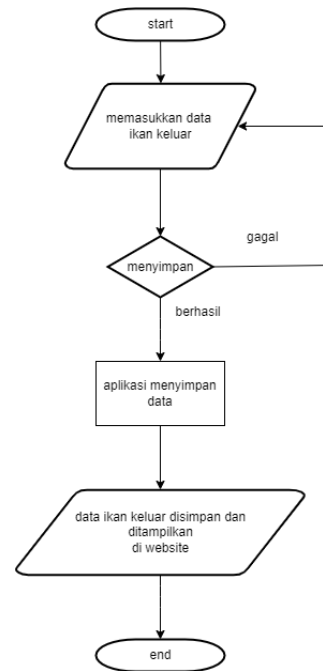 start
memasukkan data
ikan keluar
gagal
menyimpan
berhasil
aplikasi menyimpan
data
data ikan keluar disimpan dan
ditampilkan
di website
end